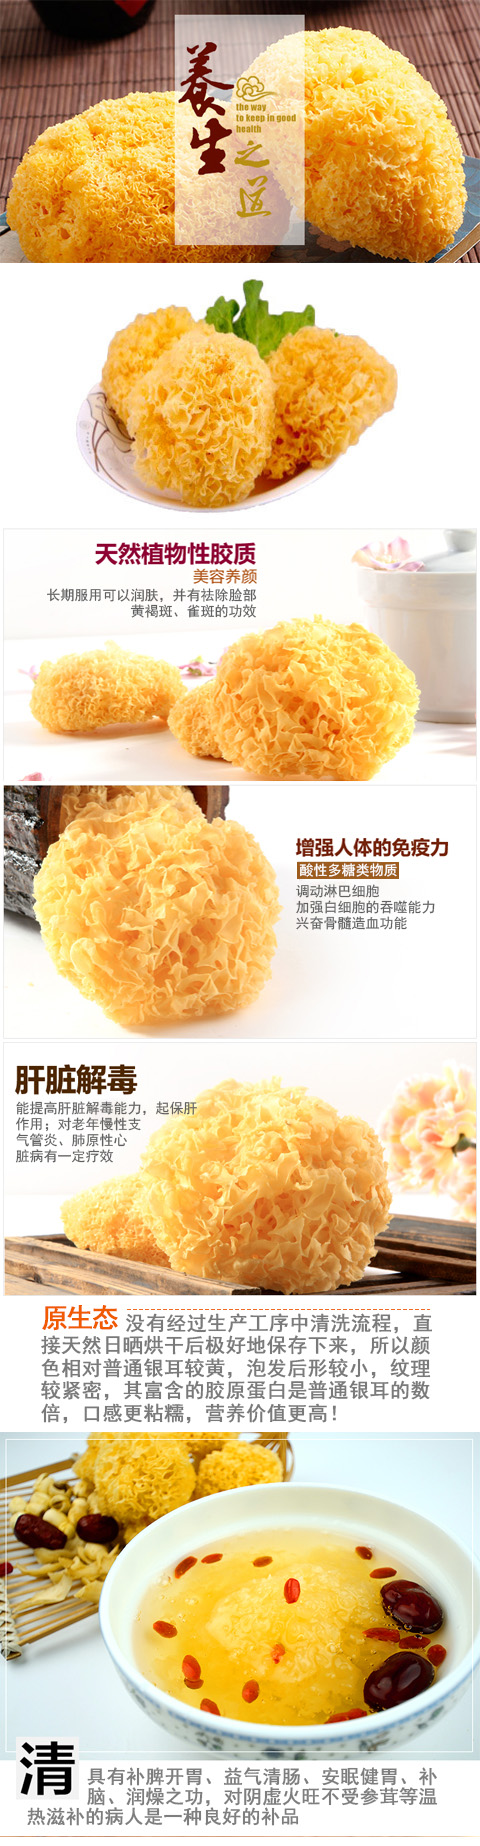 養生
之道
the way
to keep in good
health
天然植物性胶质
美容养颜
长期服用可以润肤，并有祛除脸部
黄褐斑、雀斑的功效
增强人体的免疫力
酸性多糖类物质
调动淋巴细胞
加强白细胞的吞噬能力
兴奋骨髓造血功能
肝脏解毒
能提高肝脏解毒能力，起保肝
作用；对老年慢性支
气管炎、肺原性心
脏病有一定疗效
原生态 没有经过生产工序中清洗流程，直
接天然日晒烘干后极好地保存下来，所以颜
色相对普通银耳较黄，泡发后形较小，纹理
较紧密，其富含的胶原蛋白是普通银耳的数
倍，口感更粘糯，营养价值更高！
清 具有补脾开胃、益气清肠、安眠健胃、补
脑、润燥之功，对阴虚火旺不受参茸等温
热滋补的病人是一种良好的补品